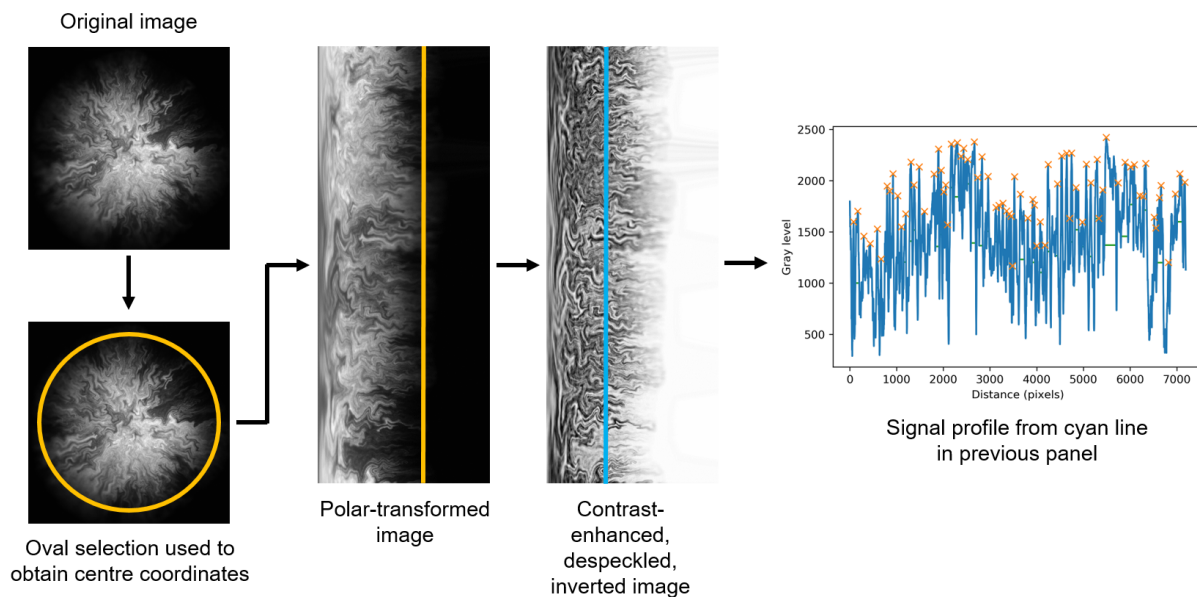 Original image
Oval selection used to
obtain centre coordinates
Polar-transformed
image
Contrast-
enhanced,
despeckled,
inverted image
2500
2000
1500
1000
500
Gray level
0 1000 2000 3000 4000 5000 6000 7000
Distance (pixels)
Signal profile from cyan line
in previous panel